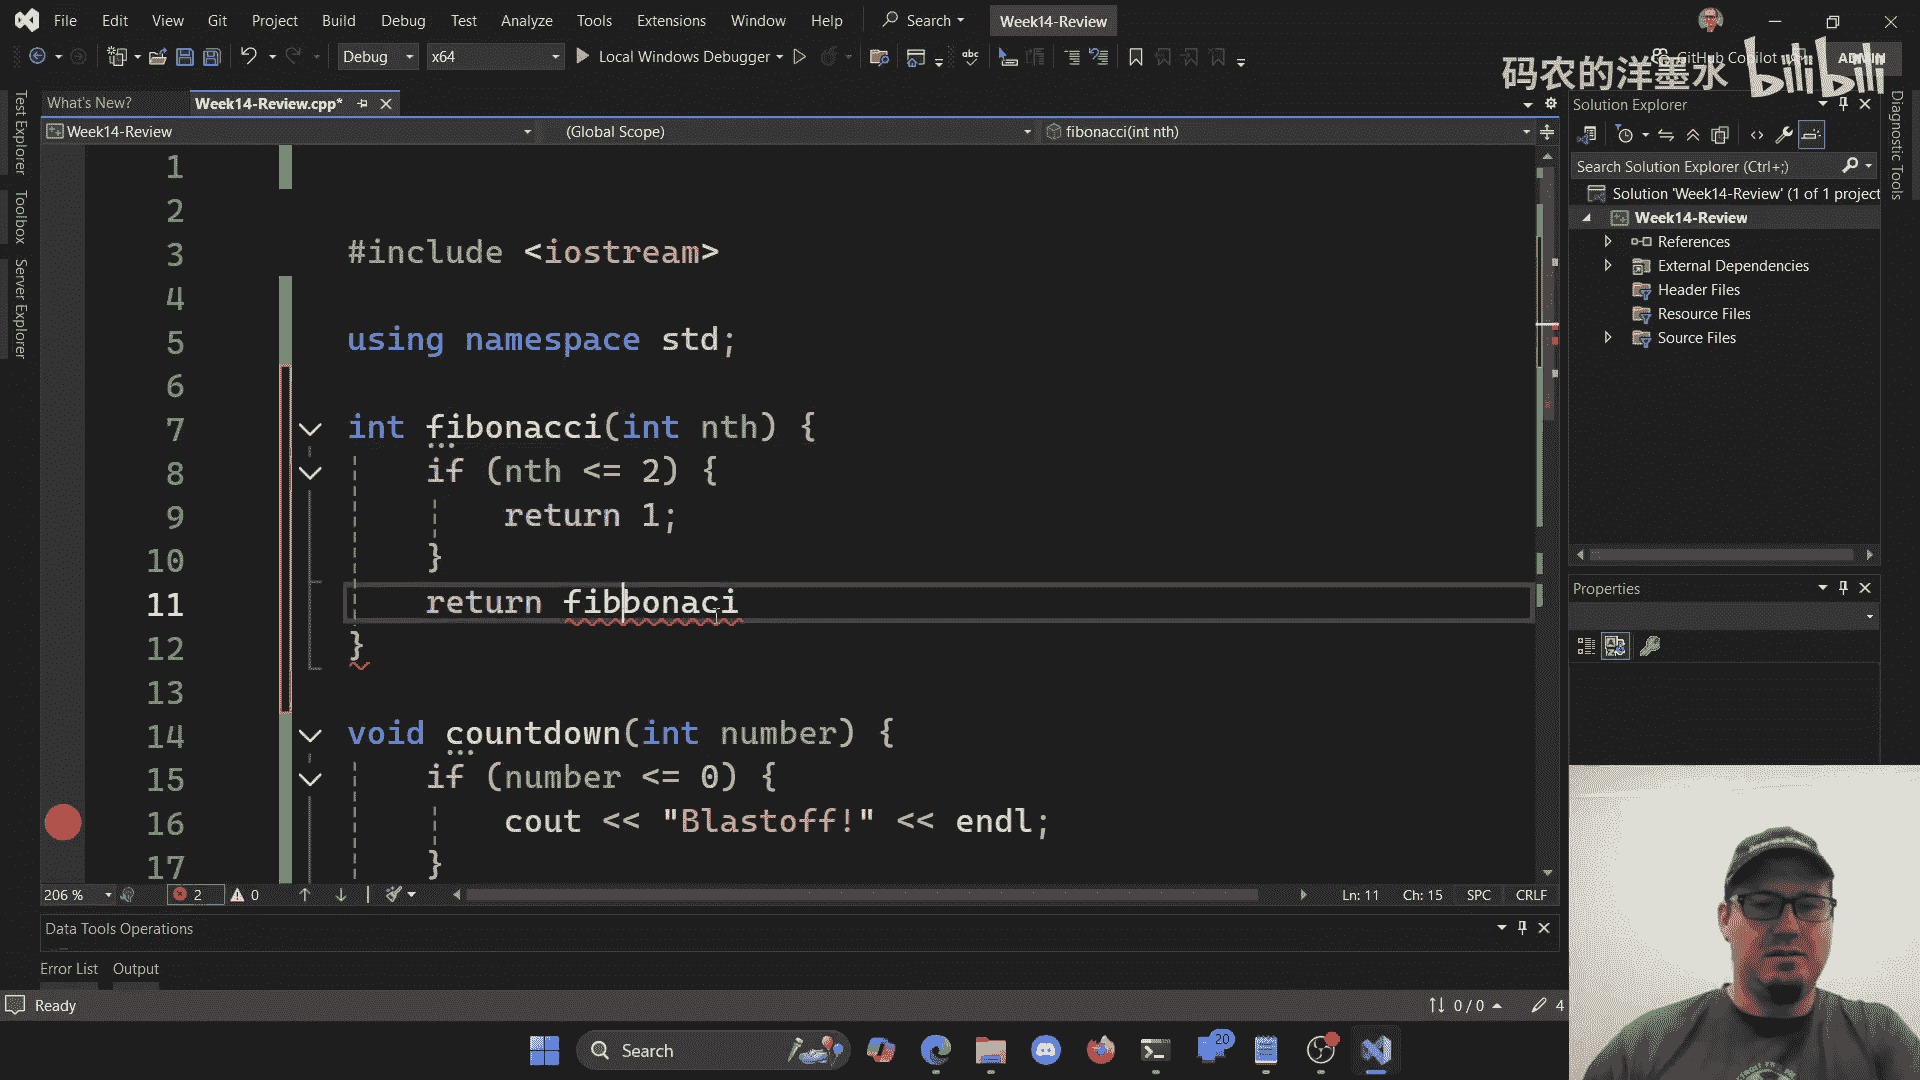 File Edit View Git Project Build Debug Test Analyze Tools Extensions Window Help Search Week14-Review
Debug x64 Local Windows Debugger GitHub Copilot
码农的洋墨水 bilibili
What's New? Week14-Review.cpp*
Week14-Review (Global Scope) fibonacci(int nth)
Test Explorer
Toolbox
Server Explorer
1
2
3 #include <iostream>
4
5 using namespace std;
6
7 int fibonacci(int nth) {
8 if (nth <= 2) {
9 return 1;
10 }
11 return fibbonaci
12 }
13
14 void countdown(int number) {
15 if (number <= 0) {
16 cout << "Blastoff!" << endl;
17 }
206 % 2 0 Ln: 11 Ch: 15 SPC CRLF
Data Tools Operations
Error List Output
Ready 0 / 0 4
Solution Explorer
Search Solution Explorer (Ctrl+;)
Solution 'Week14-Review' (1 of 1 project
Week14-Review
References
External Dependencies
Header Files
Resource Files
Source Files
Properties
Diagnostic Tools
Search
20